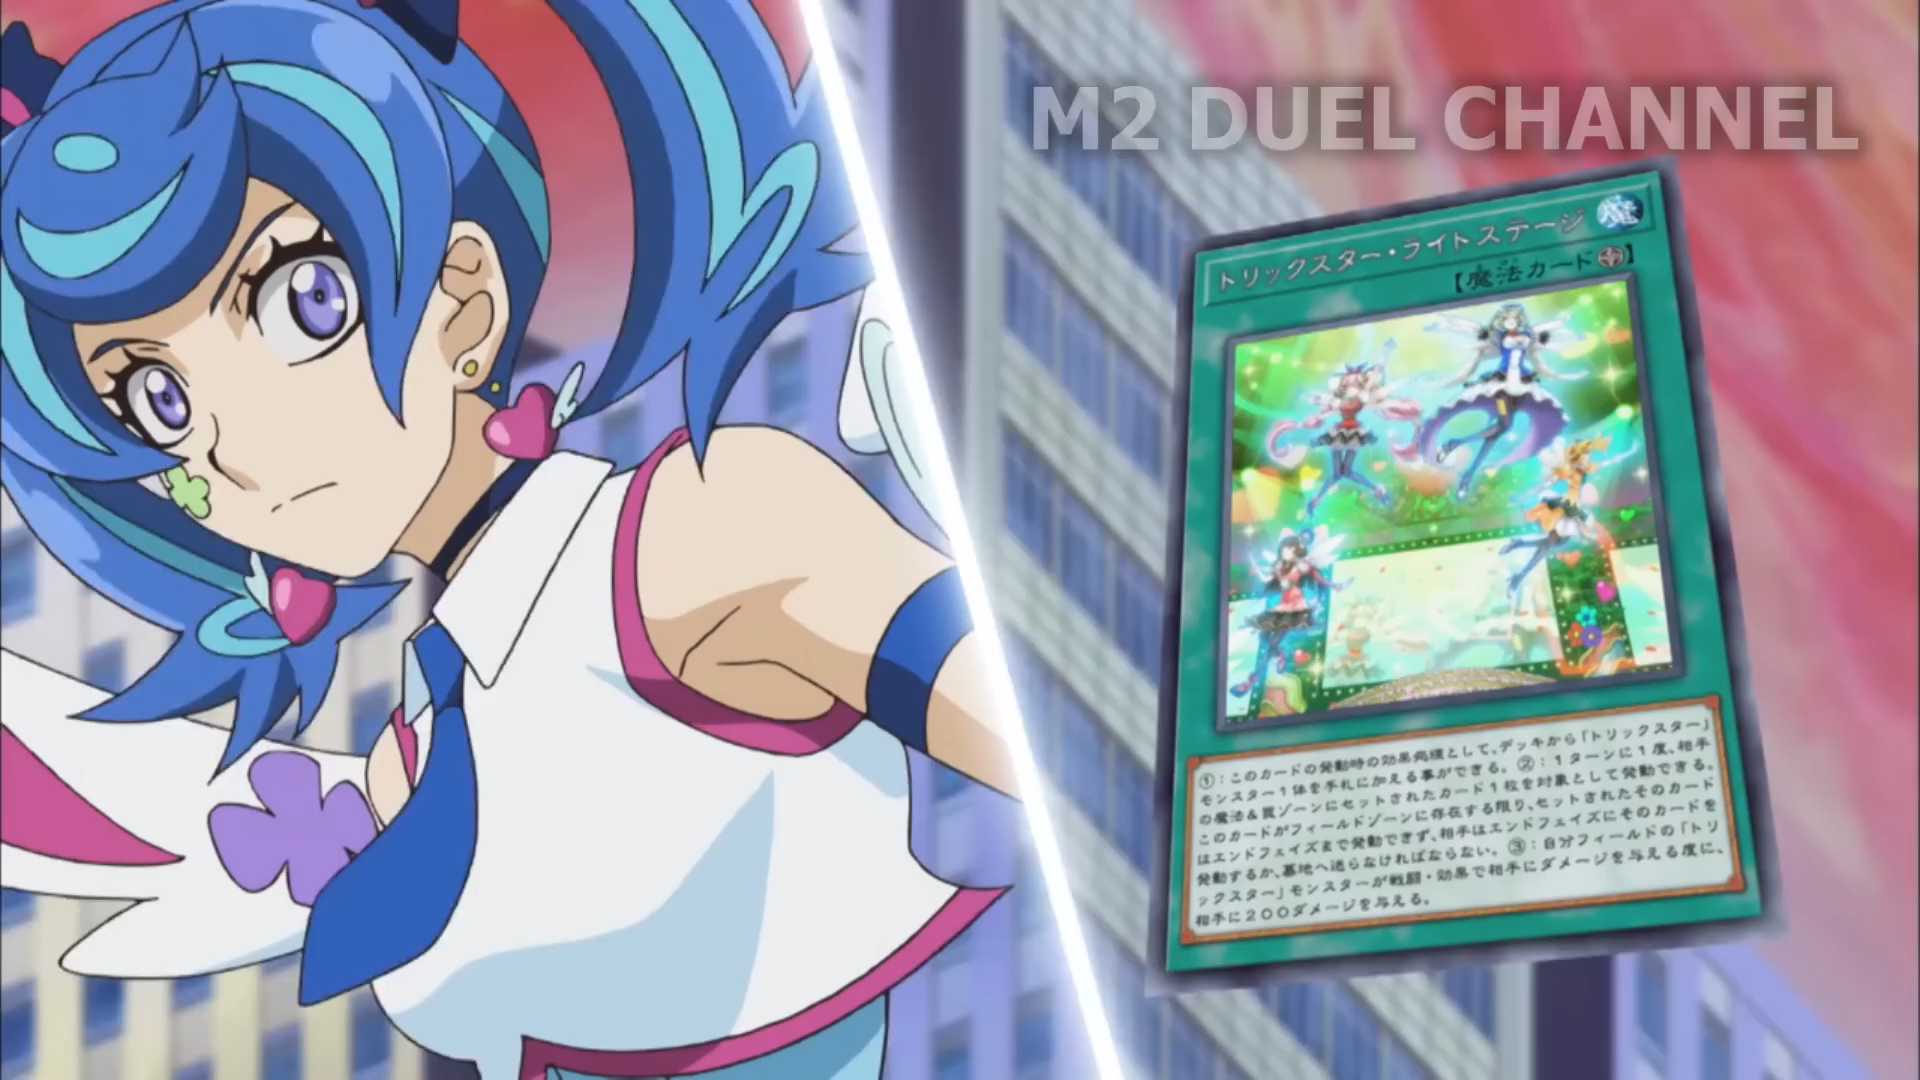 M2 DUEL CHANNEL
トリックスター・ライトステージ
【魔法カード】
①:このカードの発動時の効果処理として、デッキから「トリックスター」
モンスター1体を手札に加える事ができる。②:1ターンに1度、相手
の魔法&罠ゾーンにセットされたカード1枚を対象として発動できる。
このカードがフィールドゾーンに存在する限り、セットされたそのカード
はエンドフェイズまで発動できず、相手はエンドフェイズにそのカードを
発動するか、墓地へ送らなければならない。③:自分フィールドの「トリ
ックスター」モンスターが戦闘・効果で相手にダメージを与える度に、
相手に200ダメージを与える。